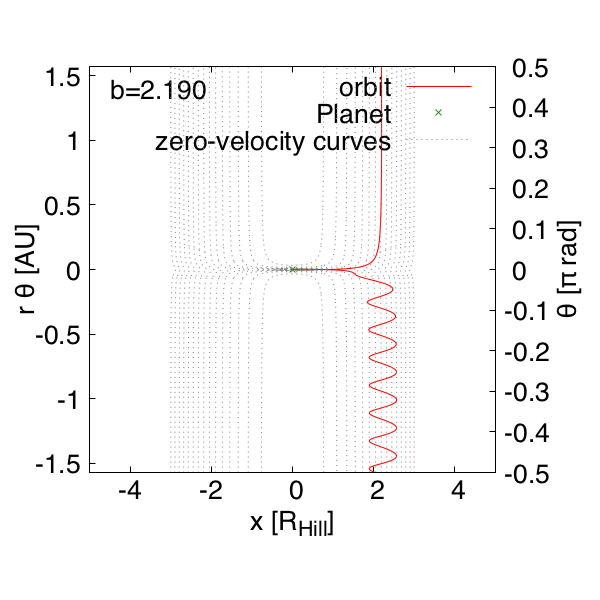 b=2.190
orbit
Planet
zero-velocity curves
r θ [AU]
1.5
1
0.5
0
-0.5
-1
-1.5
0.5
0.4
0.3
0.2
0.1
0
-0.1
-0.2
-0.3
-0.4
-0.5
θ [π rad]
-4 -2 0 2 4
x [R_Hill]